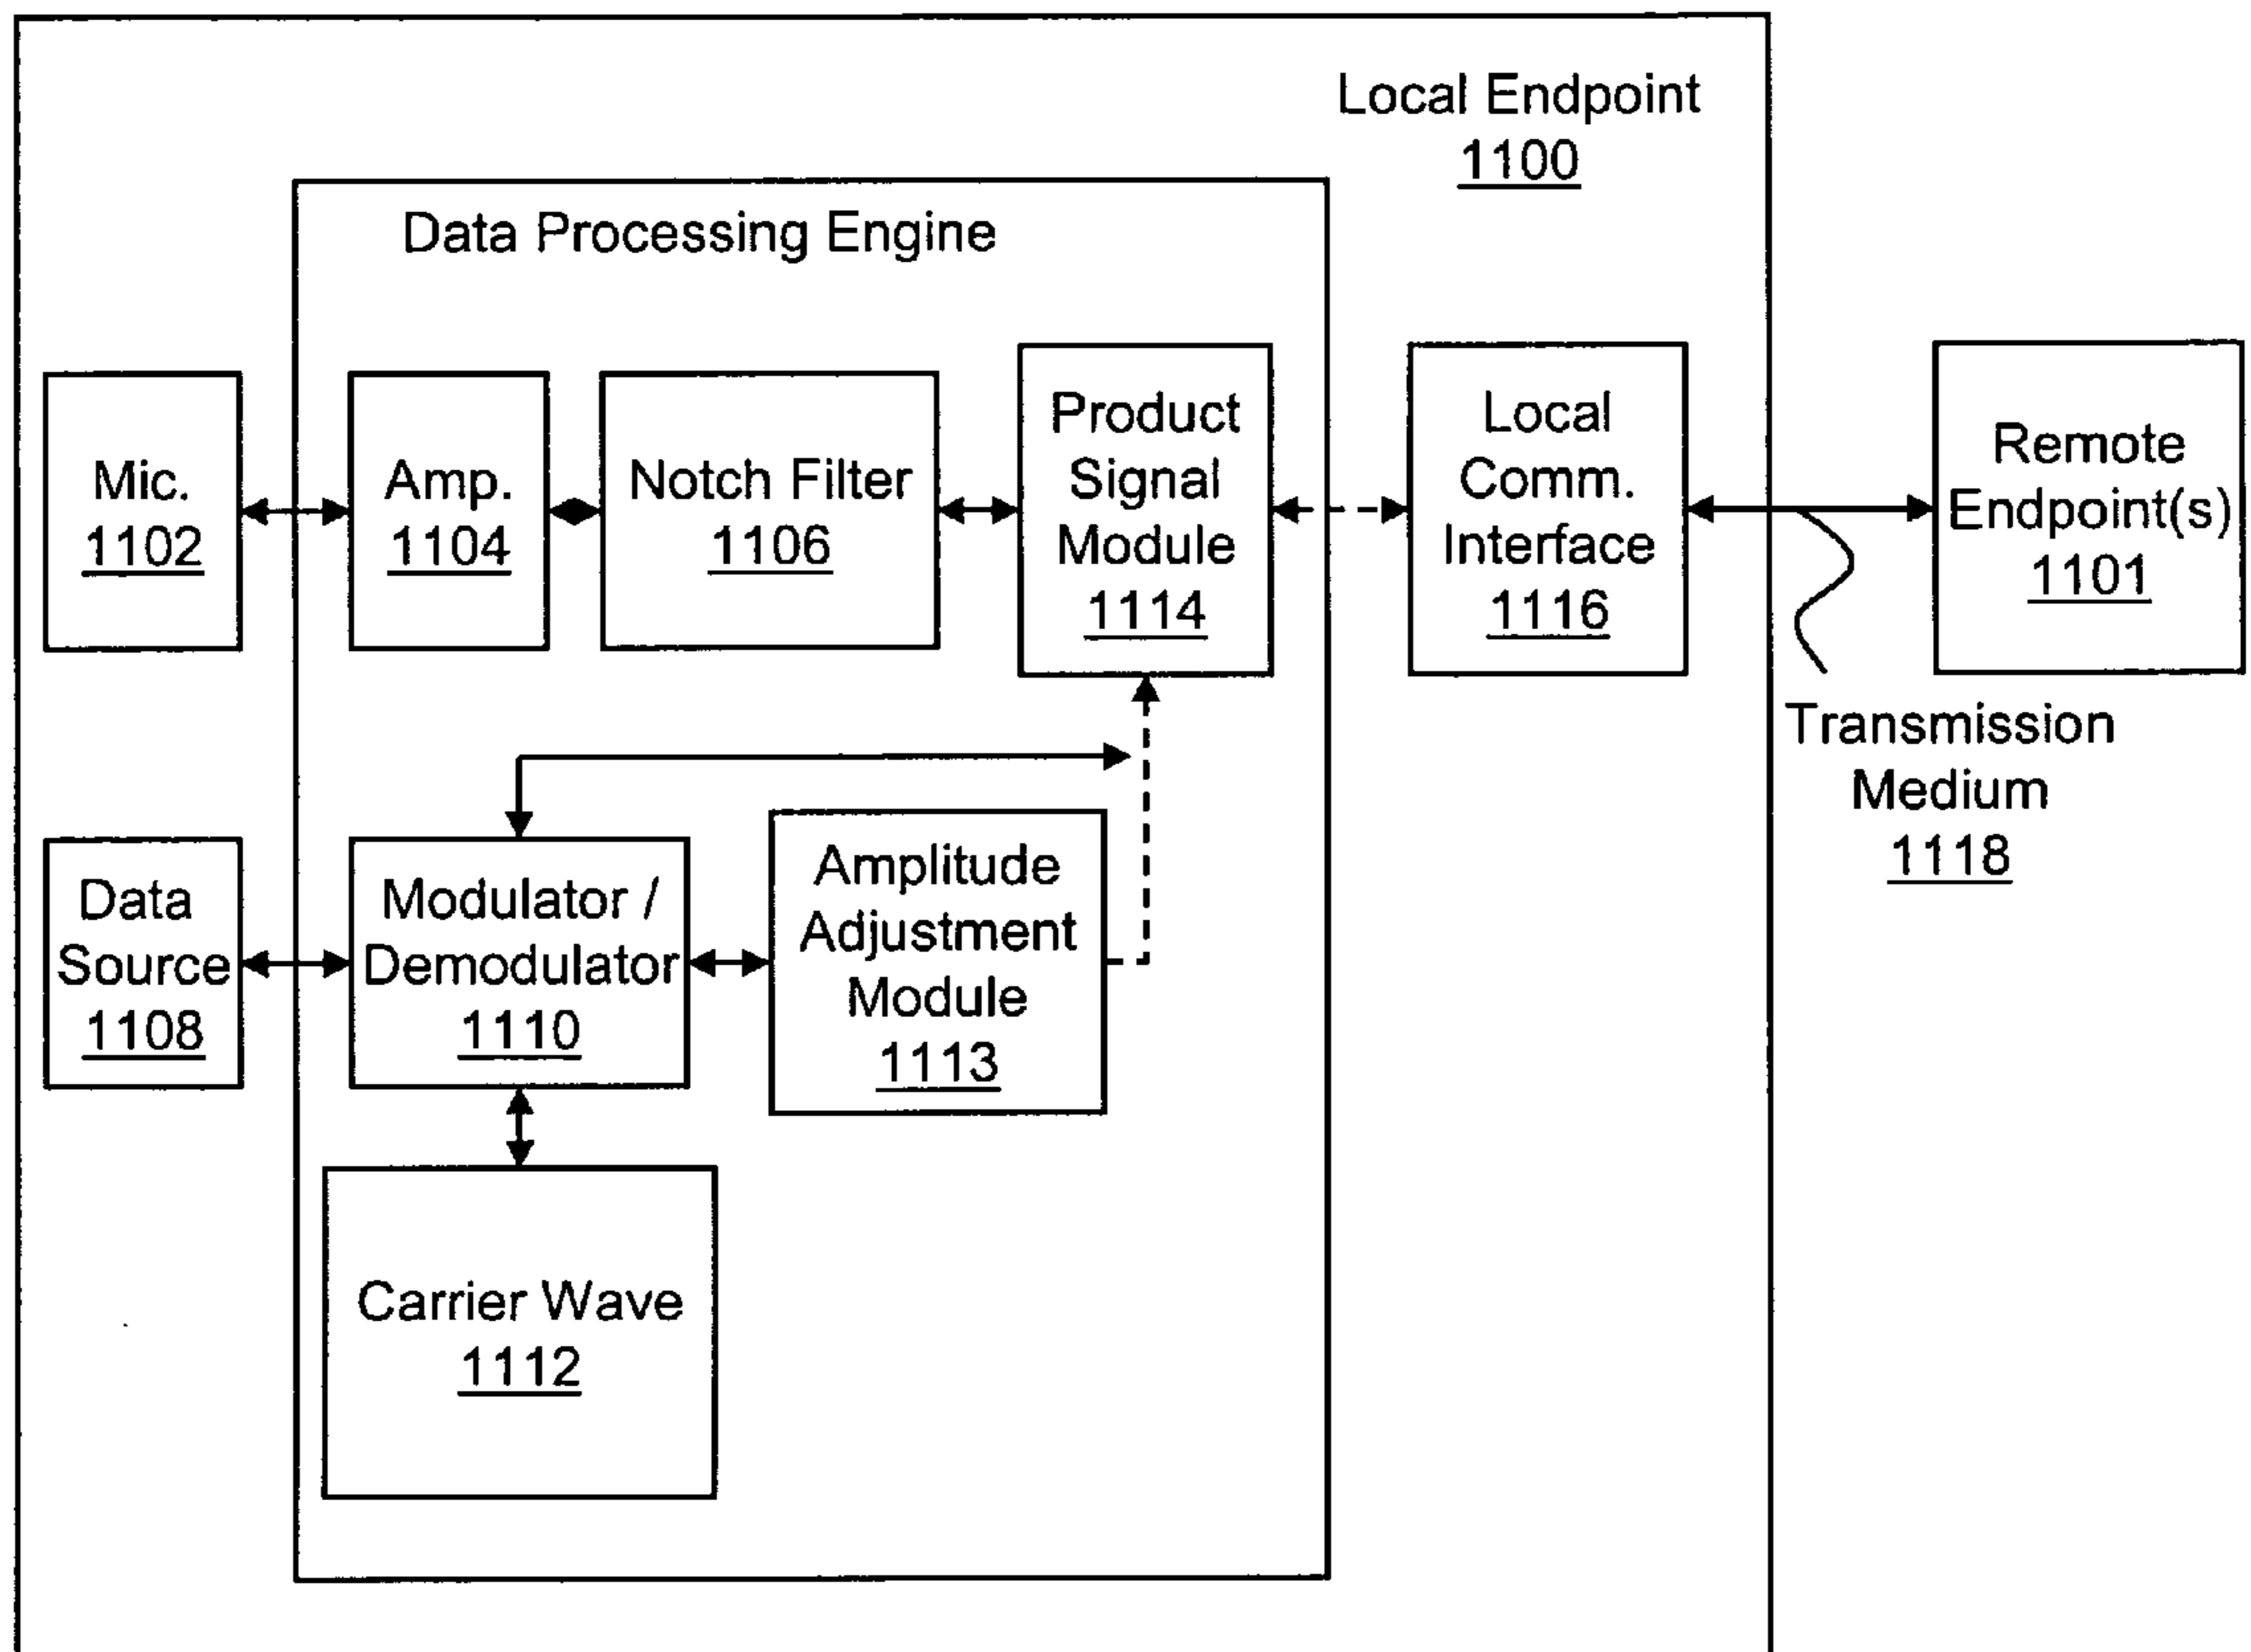 Local Endpoint
1100
Data Processing Engine
Mic.
1102
Amp.
1104
Notch Filter
1106
Product
Signal
Module
1114
Local
Comm.
Interface
1116
Remote
Endpoint(s)
1101
Transmission
Medium
1118
Data
Source
1108
Modulator /
Demodulator
1110
Amplitude
Adjustment
Module
1113
Carrier Wave
1112